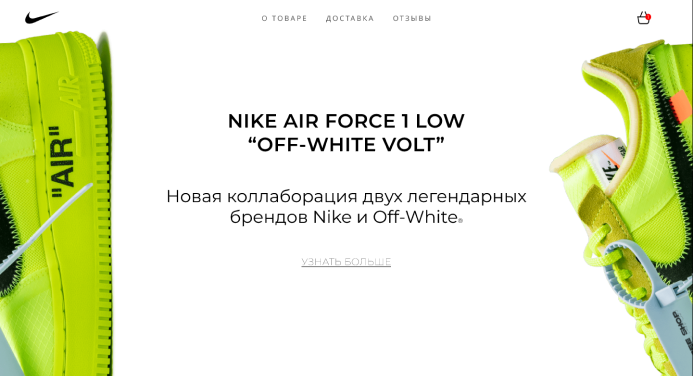 О ТОВАРЕ ДОСТАВКА ОТЗЫВЫ
NIKE AIR FORCE 1 LOW
“OFF-WHITE VOLT”
Новая коллаборация двух легендарных
брендов Nike и Off-White®
УЗНАТЬ БОЛЬШЕ
"AIR"
AIR